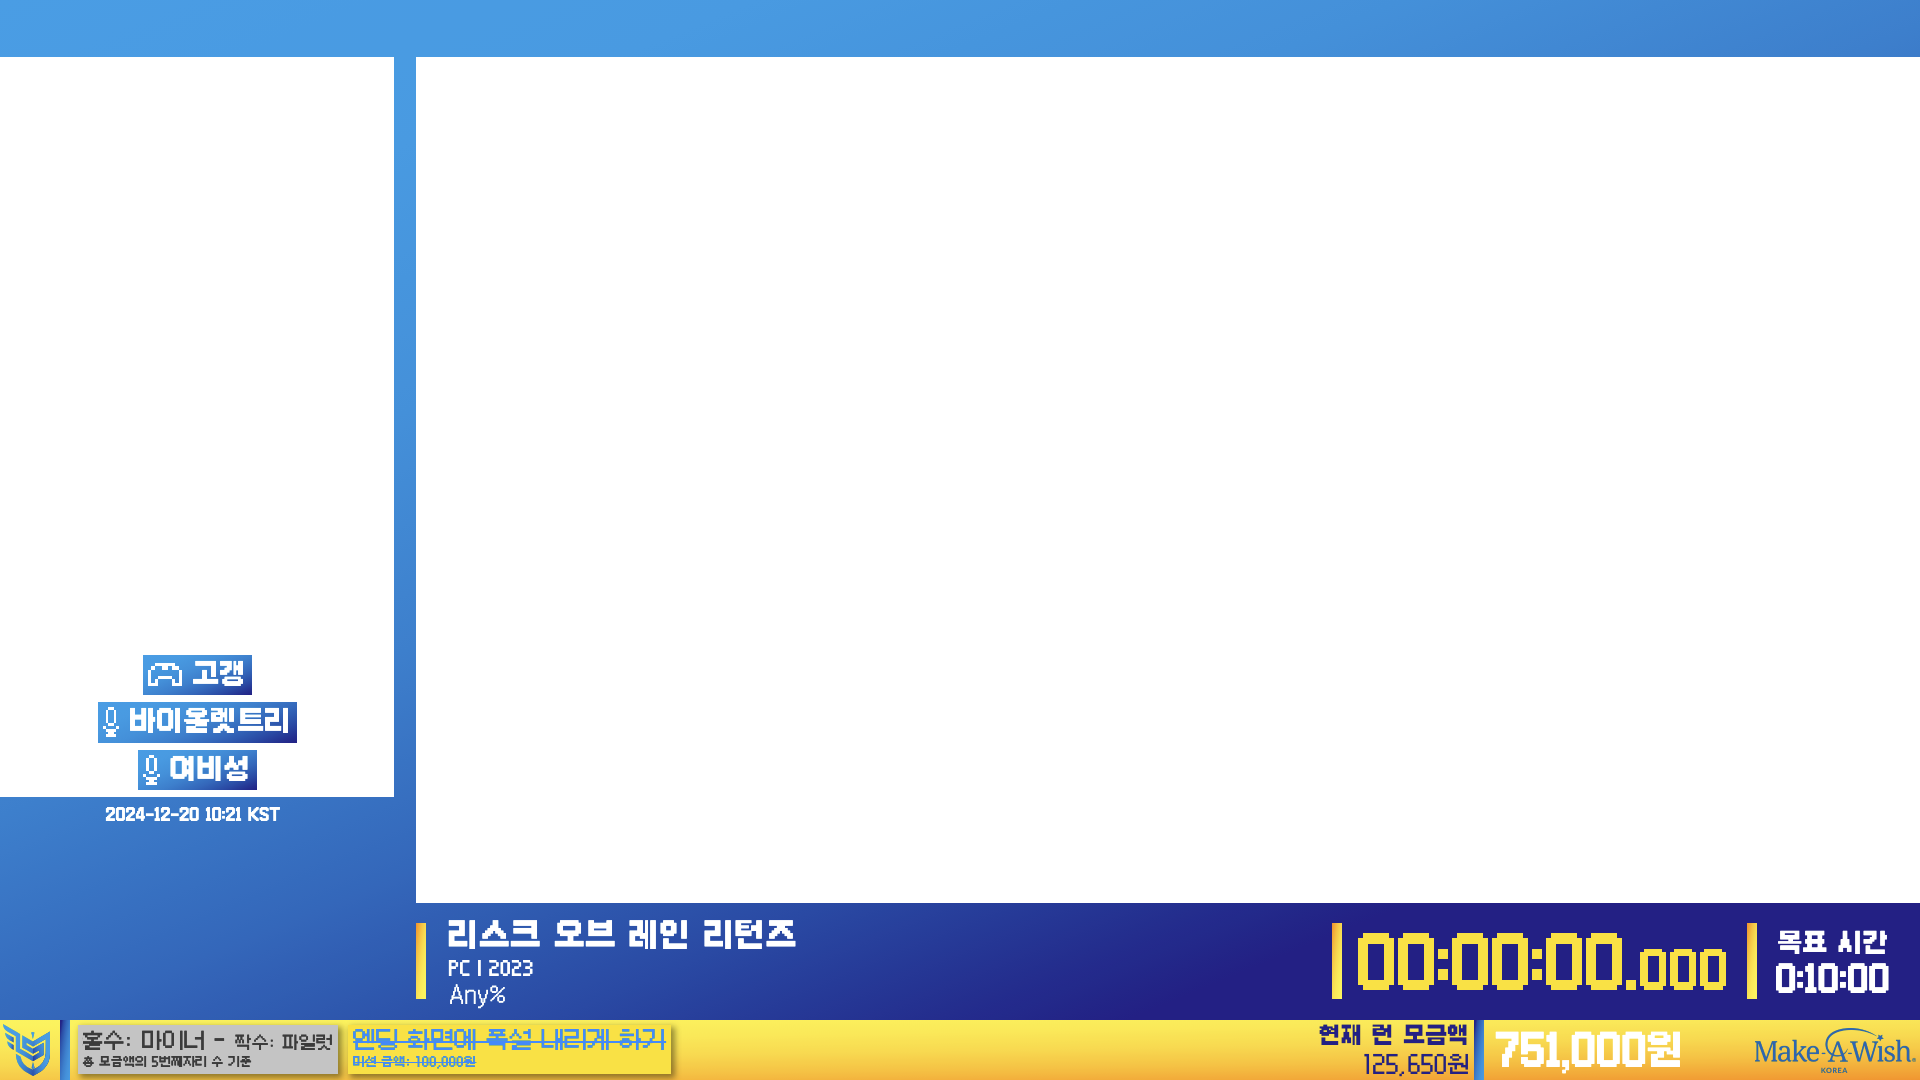 고갱
바이올렛트리
여비성
2024-12-20 10:21 KST
리스크 오브 레인 리턴즈
PC | 2023
Any%
00:00:00.000
목표 시간
0:10:00
홀수: 마이너 - 짝수: 파일럿
총 모금액의 5번째자리 수 기준
엔딩 화면에 폭설 내리게 하기
미션 금액: 100,000원
현재 런 모금액
125,650원
751,000원
Make-A-Wish®
KOREA